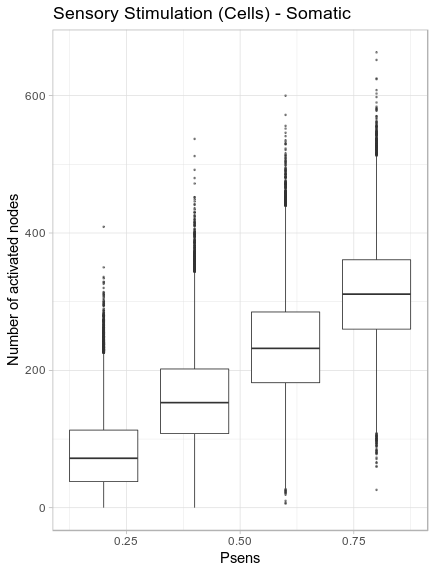 Sensory Stimulation (Cells) - Somatic
Number of activated nodes
600
400
200
0
0.25 0.50 0.75
Psens